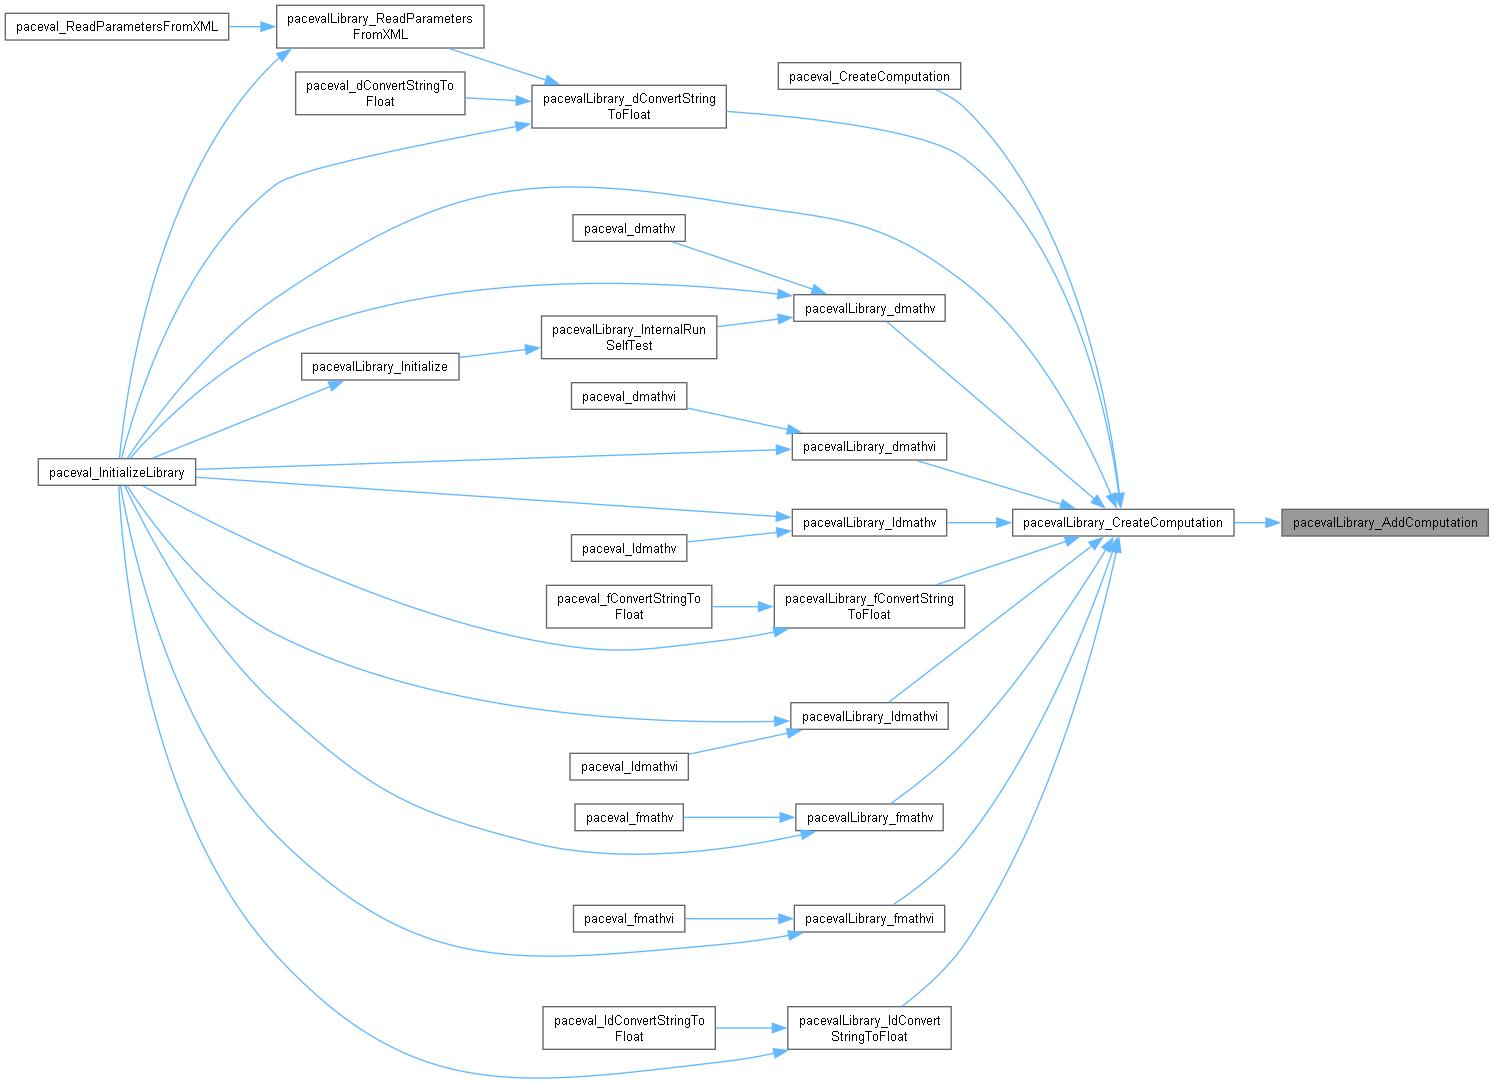 paceval_ReadParametersFromXML
pacevalLibrary_ReadParameters
FromXML
paceval_CreateComputation
paceval_dConvertStringTo
Float
pacevalLibrary_dConvertString
ToFloat
paceval_dmathv
pacevalLibrary_dmathv
pacevalLibrary_InternalRun
SelfTest
pacevalLibrary_Initialize
paceval_dmathvi
pacevalLibrary_dmathvi
paceval_InitializeLibrary
pacevalLibrary_ldmathv
pacevalLibrary_CreateComputation
pacevalLibrary_AddComputation
paceval_ldmathv
paceval_fConvertStringTo
Float
pacevalLibrary_fConvertString
ToFloat
pacevalLibrary_ldmathvi
paceval_ldmathvi
paceval_fmathv
pacevalLibrary_fmathv
paceval_fmathvi
pacevalLibrary_fmathvi
paceval_ldConvertStringTo
Float
pacevalLibrary_ldConvert
StringToFloat